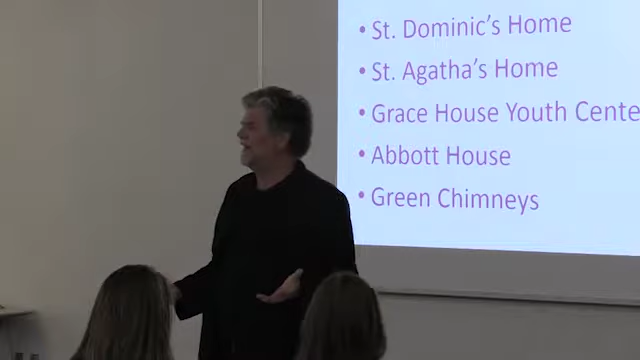 • St. Dominic's Home
• St. Agatha's Home
• Grace House Youth Cente
• Abbott House
• Green Chimneys